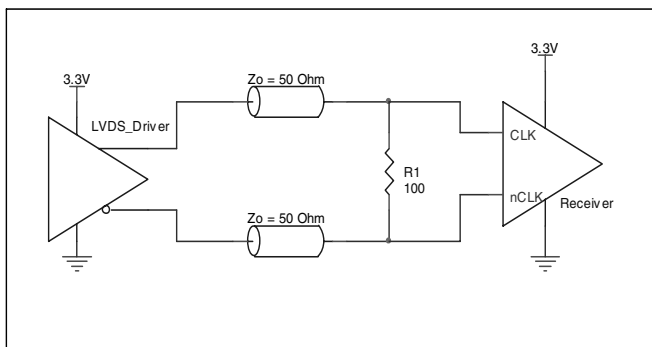 3.3V
Zo = 50 Ohm
3.3V
LVDS_Driver
CLK
R1
100
nCLK
Receiver
Zo = 50 Ohm